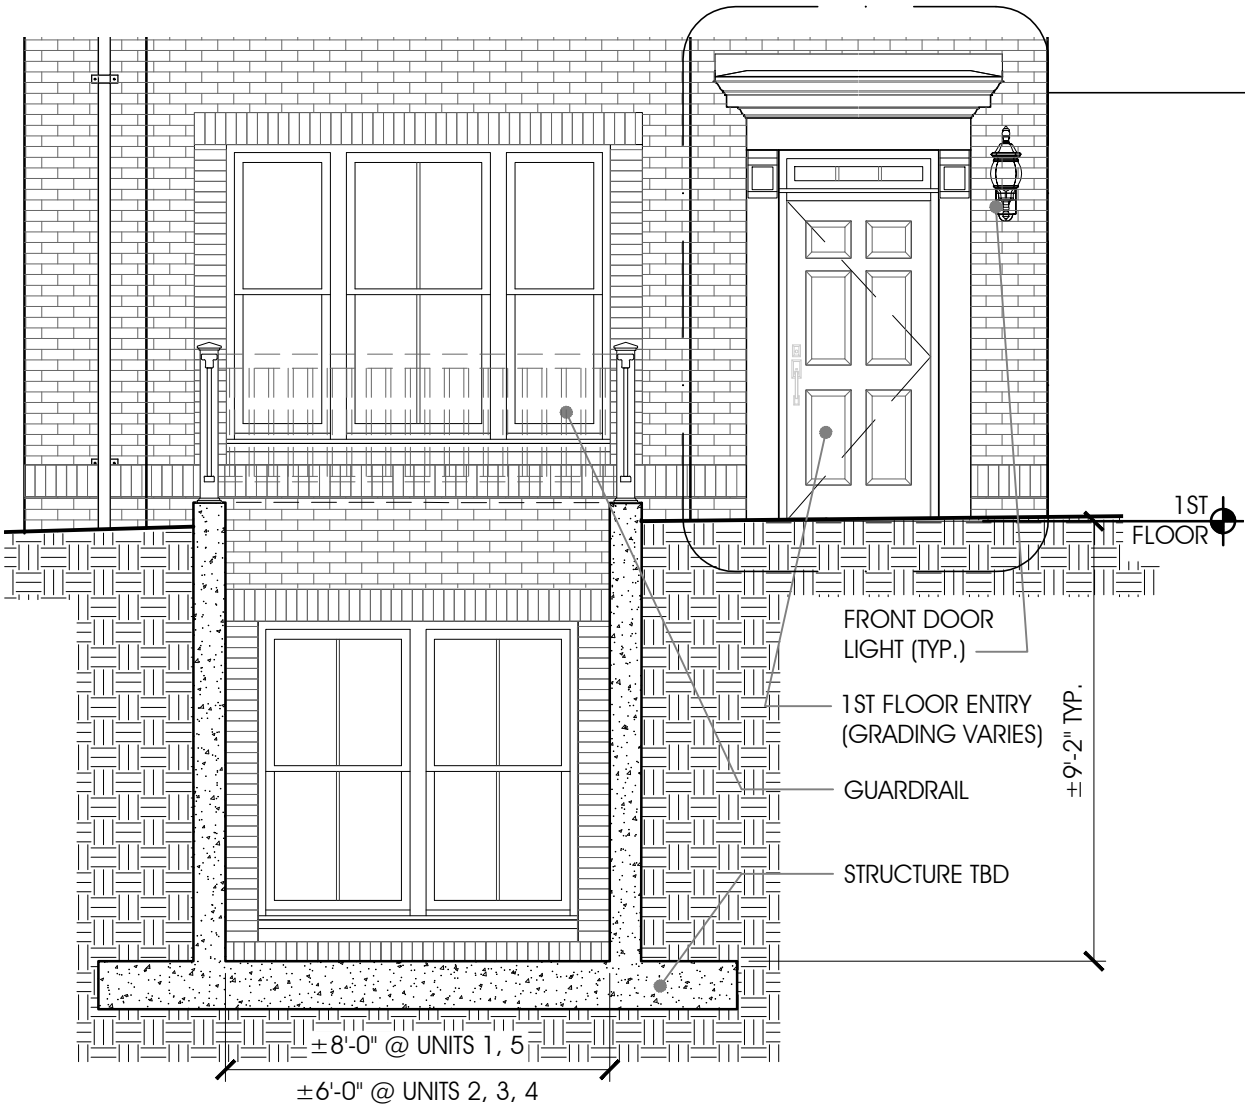 1ST
FLOOR
FRONT DOOR
LIGHT (TYP.)
1ST FLOOR ENTRY
(GRADING VARIES)
±9'-2" TYP.
GUARDRAIL
STRUCTURE TBD
±8'-0" @ UNITS 1, 5
±6'-0" @ UNITS 2, 3, 4